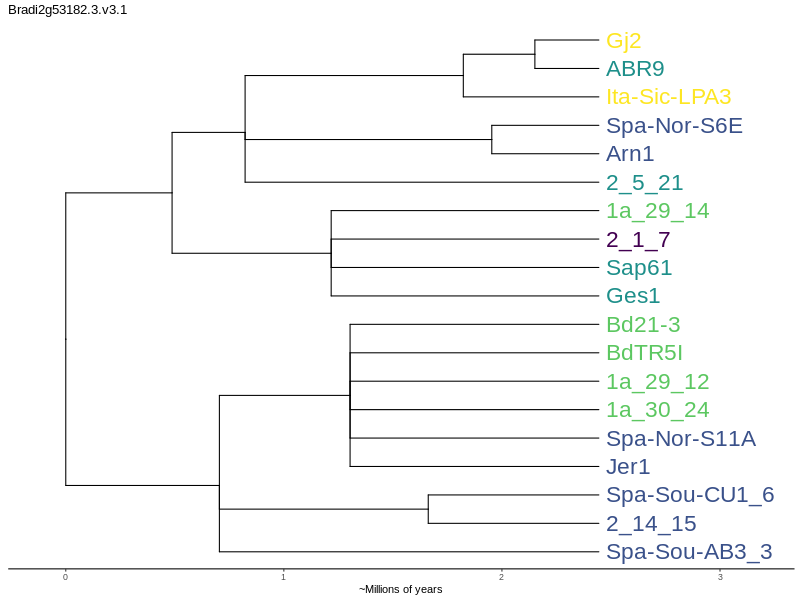 Bradi2g53182.3.v3.1
Gj2
ABR9
Ita-Sic-LPA3
Spa-Nor-S6E
Arn1
2_5_21
1a_29_14
2_1_7
Sap61
Ges1
Bd21-3
BdTR5I
1a_29_12
1a_30_24
Spa-Nor-S11A
Jer1
Spa-Sou-CU1_6
2_14_15
Spa-Sou-AB3_3
0 1 2 3
~Millions of years